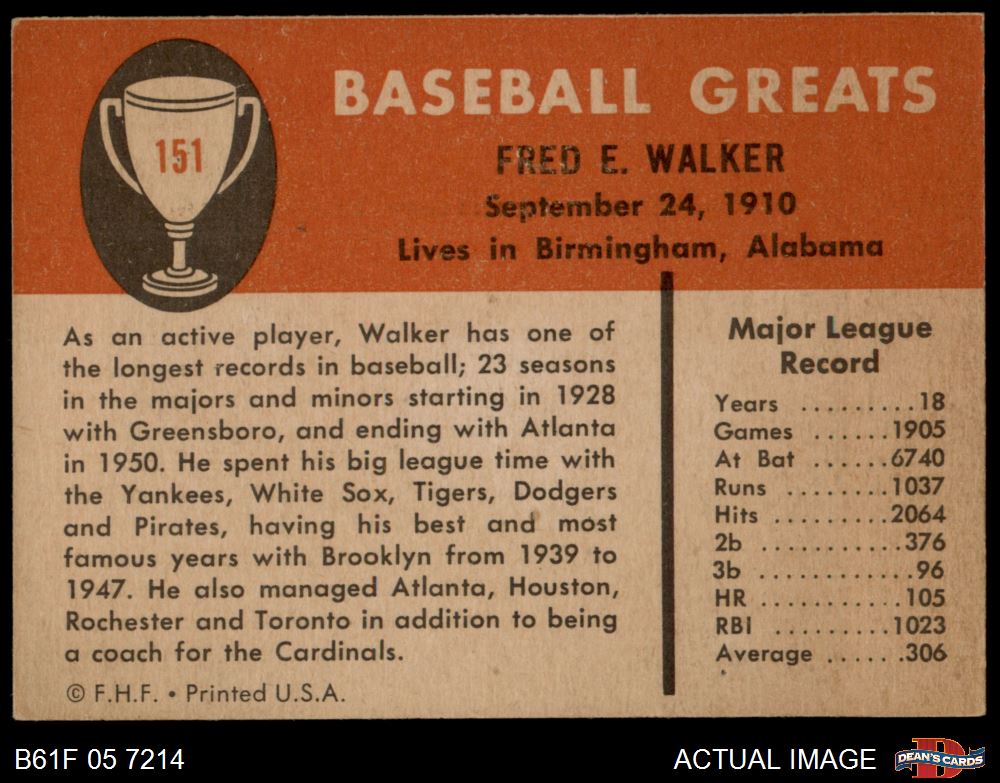 151
BASEBALL GREATS
FRED E. WALKER
September 24, 1910
Lives in Birmingham, Alabama
As an active player, Walker has one of
the longest records in baseball; 23 seasons
in the majors and minors starting in 1928
with Greensboro, and ending with Atlanta
in 1950. He spent his big league time with
the Yankees, White Sox, Tigers, Dodgers
and Pirates, having his best and most
famous years with Brooklyn from 1939 to
1947. He also managed Atlanta, Houston,
Rochester and Toronto in addition to being
a coach for the Cardinals.
© F.H.F. • Printed U.S.A.
Major League
Record
Years .........18
Games ......1905
At Bat ......6740
Runs ........1037
Hits .........2064
2b ...........376
3b ............96
HR ...........105
RBI .........1023
Average ......306
B61F 05 7214
ACTUAL IMAGE
D
DEAN'S CARDS